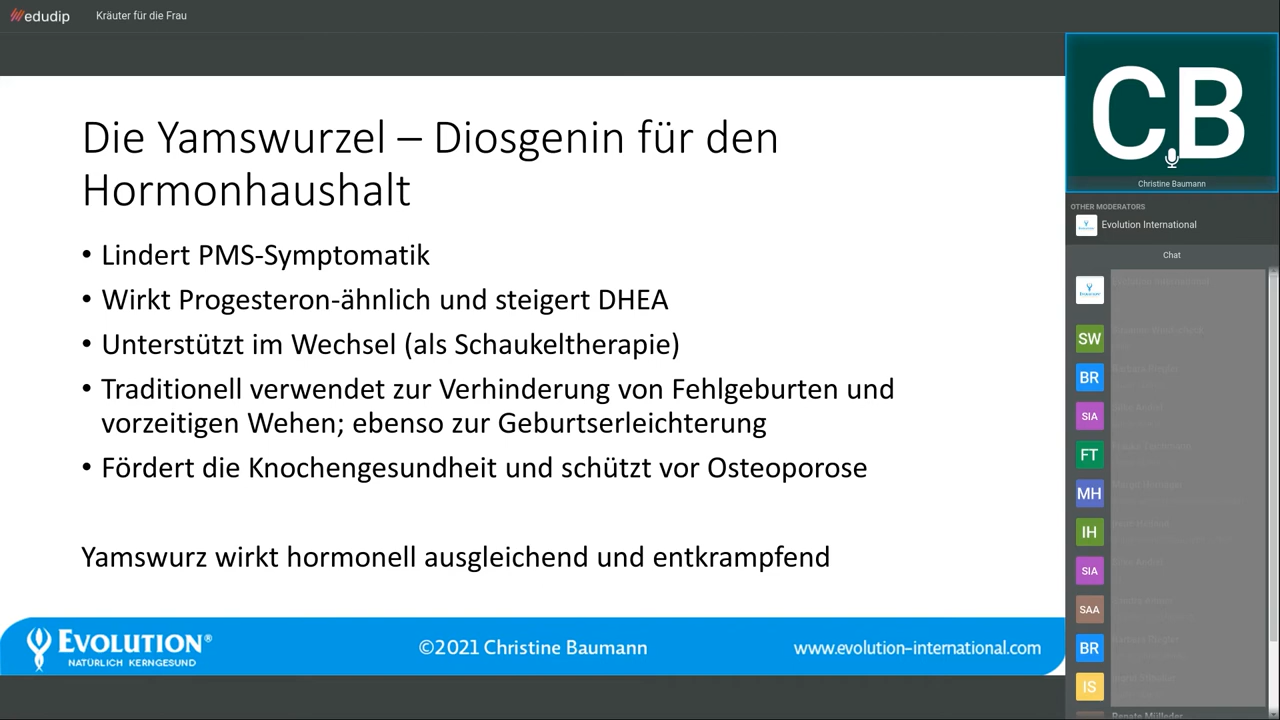 edudip
Kräuter für die Frau
Die Yamswurzel – Diosgenin für den
Hormonhaushalt
• Lindert PMS-Symptomatik
• Wirkt Progesteron-ähnlich und steigert DHEA
• Unterstützt im Wechsel (als Schaukeltherapie)
• Traditionell verwendet zur Verhinderung von Fehlgeburten und
vorzeitigen Wehen; ebenso zur Geburtserleichterung
• Fördert die Knochengesundheit und schützt vor Osteoporose
Yamswurz wirkt hormonell ausgleichend und entkrampfend
EVOLUTION®
NATÜRLICH KERNGESUND
©2021 Christine Baumann
www.evolution-international.com
CB
Christine Baumann
OTHER MODERATORS
Evolution International
Chat
SW
BR
SIA
FT
MH
IH
SIA
SAA
BR
IS